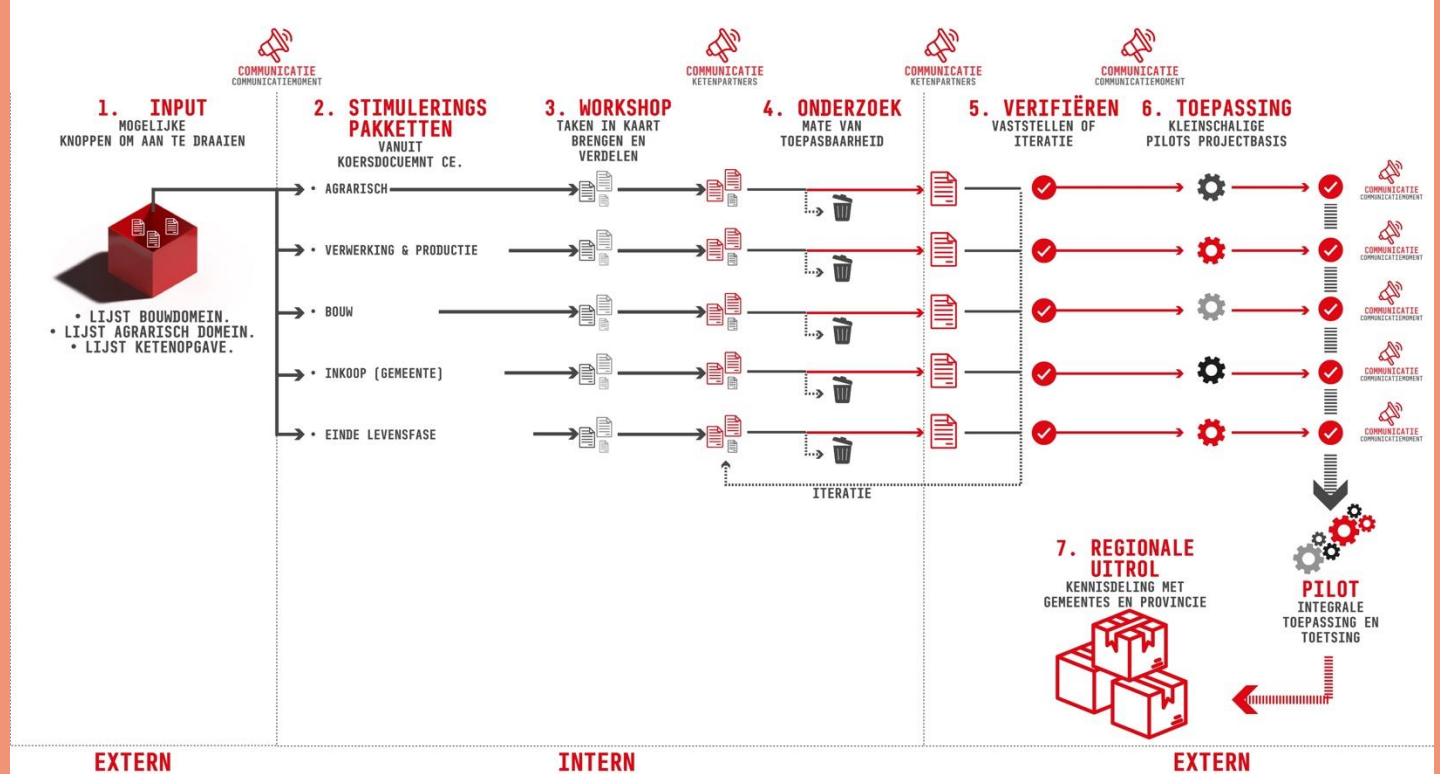 COMMUNICATIE
COMMUNICATIEMOMENT
COMMUNICATIE
KETENPARTNERS
COMMUNICATIE
KETENPARTNERS
COMMUNICATIE
COMMUNICATIEMOMENT
1. INPUT
MOGELIJKE
KNOPPEN OM AAN TE DRAAIEN
2. STIMULERINGS
PAKKETTEN
VANUIT
KOERSDOCUEMNT CE.
3. WORKSHOP
TAKEN IN KAART
BRENGEN EN
VERDELEN
4. ONDERZOEK
MATE VAN
TOEPASBAARHEID
5. VERIFIËREN
VASTSTELLEN OF
ITERATIE
6. TOEPASSING
KLEINSCHALIGE
PILOTS PROJECTBASIS
• AGRARISCH
COMMUNICATIE
COMMUNICATIEMOMENT
• VERWERKING & PRODUCTIE
COMMUNICATIE
COMMUNICATIEMOMENT
• BOUW
COMMUNICATIE
COMMUNICATIEMOMENT
• INKOOP (GEMEENTE)
COMMUNICATIE
COMMUNICATIEMOMENT
• EINDE LEVENSFASE
COMMUNICATIE
COMMUNICATIEMOMENT
• LIJST BOUWDOMEIN.
• LIJST AGRARISCH DOMEIN.
• LIJST KETENOPGAVE.
ITERATIE
7. REGIONALE
UITROL
KENNISDELING MET
GEMEENTES EN PROVINCIE
PILOT
INTEGRALE
TOEPASSING EN
TOETSING
EXTERN
INTERN
EXTERN